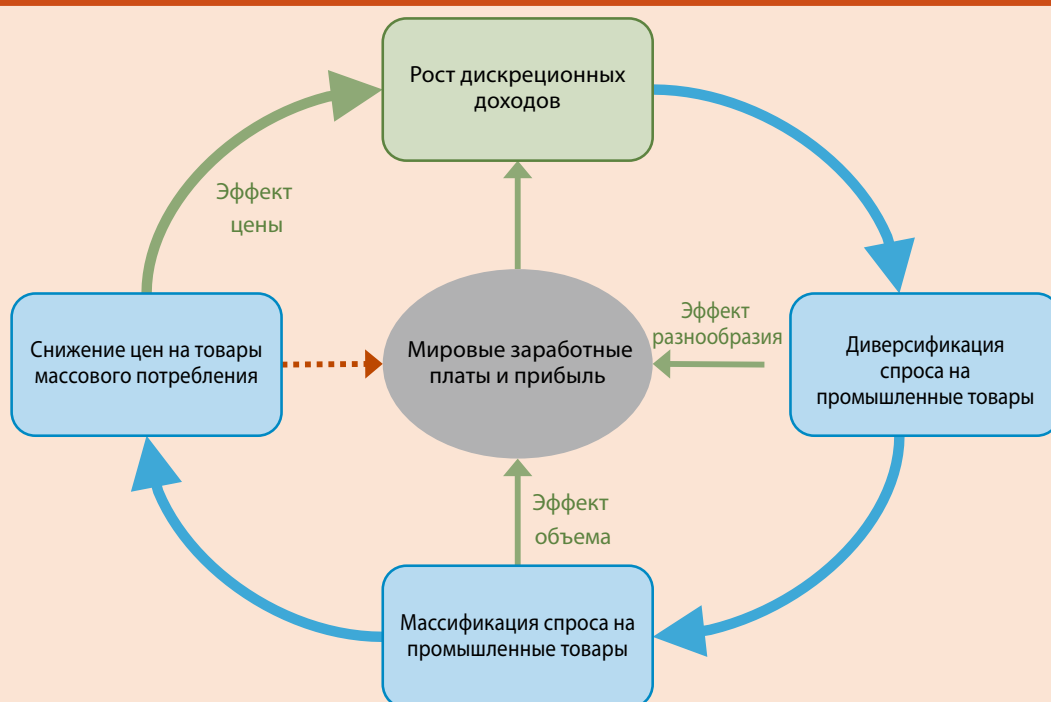 Рост дискреционных
доходов
Эффект
цены
Эффект
разнообразия
Снижение цен на товары
массового потребления
Мировые заработные
платы и прибыль
Диверсификация
спроса на
промышленные товары
Эффект
объема
Массификация спроса на
промышленные товары